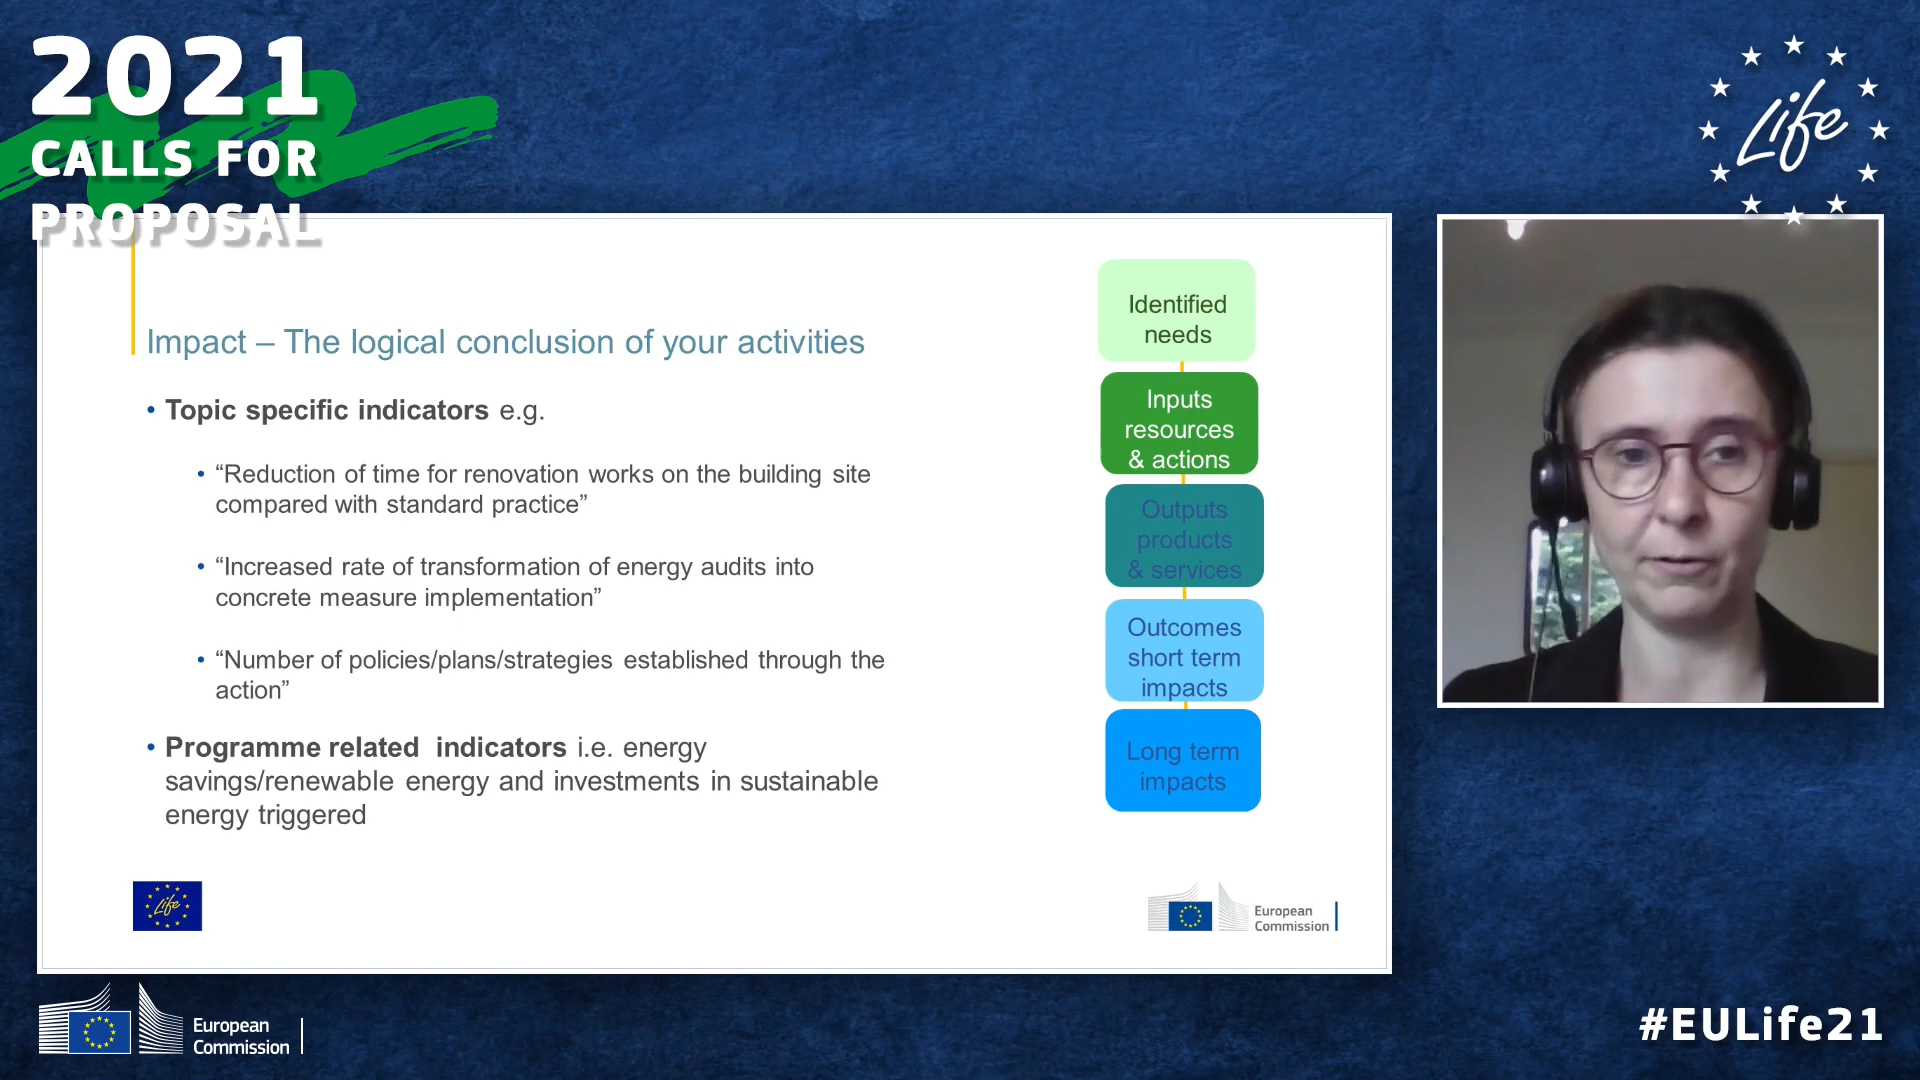 2021
CALLS FOR
PROPOSAL
Life
Impact – The logical conclusion of your activities
• Topic specific indicators e.g.
• “Reduction of time for renovation works on the building site
compared with standard practice”
• “Increased rate of transformation of energy audits into
concrete measure implementation”
• “Number of policies/plans/strategies established through the
action”
• Programme related indicators i.e. energy
savings/renewable energy and investments in sustainable
energy triggered
Identified
needs
Inputs
resources
& actions
Outputs
products
& services
Outcomes
short term
impacts
Long term
impacts
Life
European
Commission
European
Commission
#EULife21